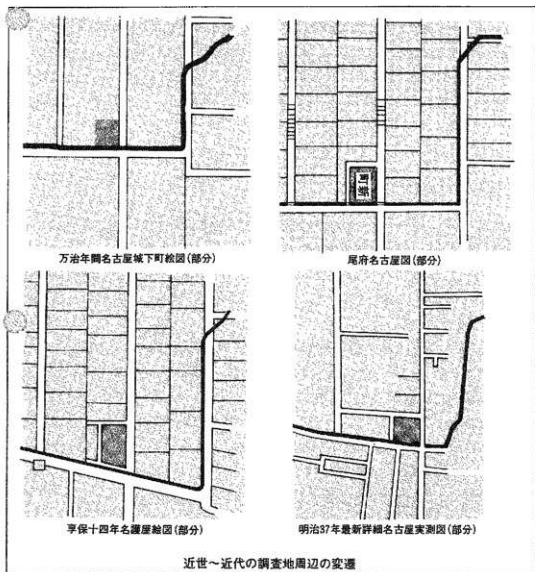 万治年間名古屋城下町絵図(部分)
尾府名古屋図(部分)
町新
享保十四年名護屋絵図(部分)
明治37年最新詳細名古屋実測図(部分)
近世～近代の調査地周辺の変遷